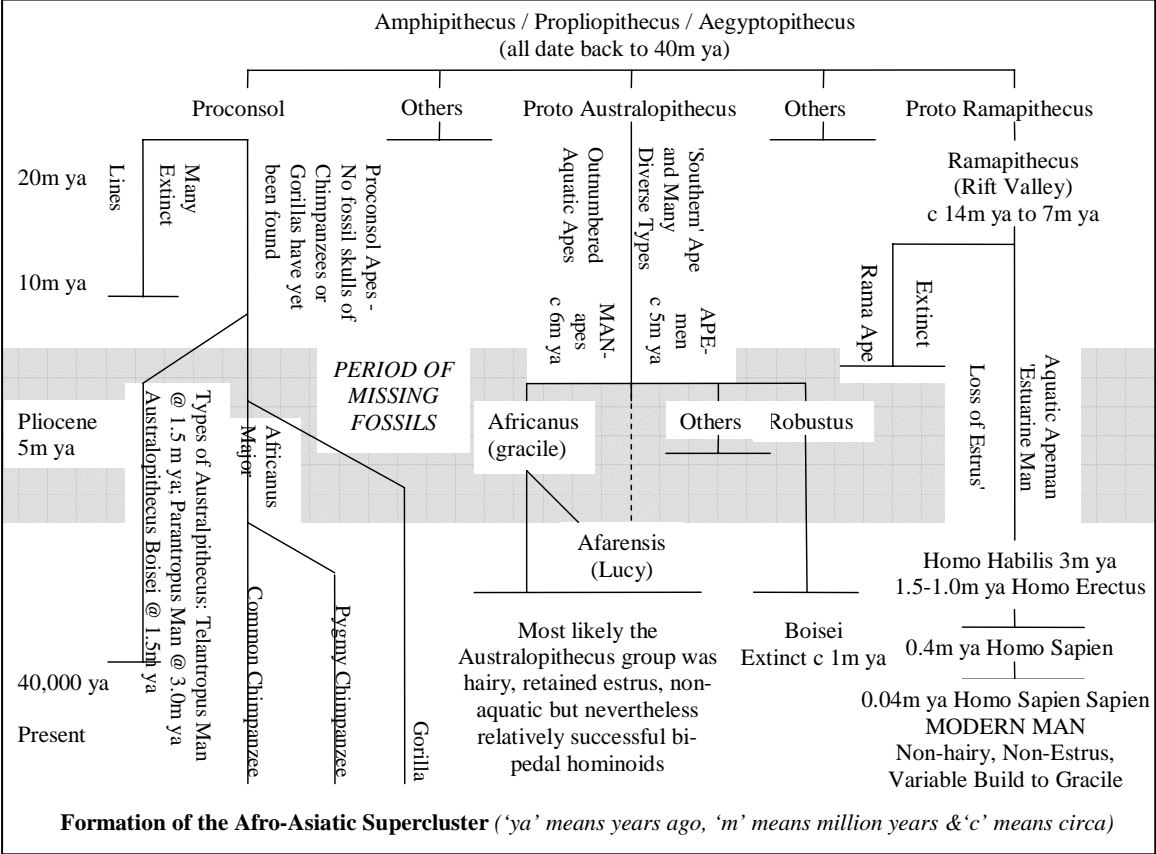 Amphipithecus / Propliopithecus / Aegyptopithecus
(all date back to 40m ya)
Proconsol
Others
Proto Australopithecus
Others
Proto Ramapithecus
20m ya
10m ya
Pliocene
5m ya
40,000 ya
Present
Many
Extinct
Lines
Proconsol Apes -
No fossil skulls of
Chimpanzees or
Gorillas have yet
been found
Outnumbered
Aquatic Apes
'Southern' Ape
and Many
Diverse Types
MAN-
apes
c 6m ya
APE-
men
c 5m ya
Ramapithecus
(Rift Valley)
c 14m ya to 7m ya
Extinct
Rama Ape
PERIOD OF
MISSING
FOSSILS
Types of Australpithecus: Telantropus Man
@ 1.5 m ya; Parantropus Man @ 3.0m ya
Australopithecus Boisei @ 1.5m ya
Africanus
Major
Africanus
(gracile)
Others
Robustus
Aquatic Apeman
'Estuarine Man
Loss of Estrus'
Afarensis
(Lucy)
Common Chimpanzee
Pygmy Chimpanzee
Gorilla
Most likely the
Australopithecus group was
hairy, retained estrus, non-
aquatic but nevertheless
relatively successful bi-
pedal hominoids
Boisei
Extinct c 1m ya
Homo Habilis 3m ya
1.5-1.0m ya Homo Erectus
0.4m ya Homo Sapien
0.04m ya Homo Sapien Sapien
MODERN MAN
Non-hairy, Non-Estrus,
Variable Build to Gracile
Formation of the Afro-Asiatic Supercluster ('ya' means years ago, 'm' means million years &'c' means circa)